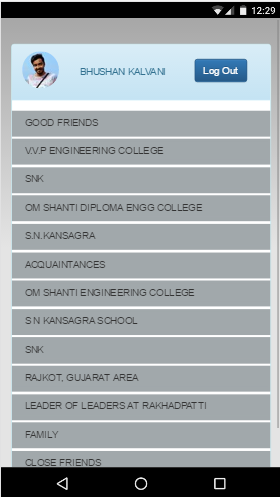 12:29
BHUSHAN KALVANI
Log Out
GOOD FRIENDS
V.V.P ENGINEERING COLLEGE
SNK
OM SHANTI DIPLOMA ENGG COLLEGE
S.N.KANSAGRA
ACQUAINTANCES
OM SHANTI ENGINEERING COLLEGE
S N KANSAGRA SCHOOL
SNK
RAJKOT, GUJARAT AREA
LEADER OF LEADERS AT RAKHADPATTI
FAMILY
CLOSE FRIENDS